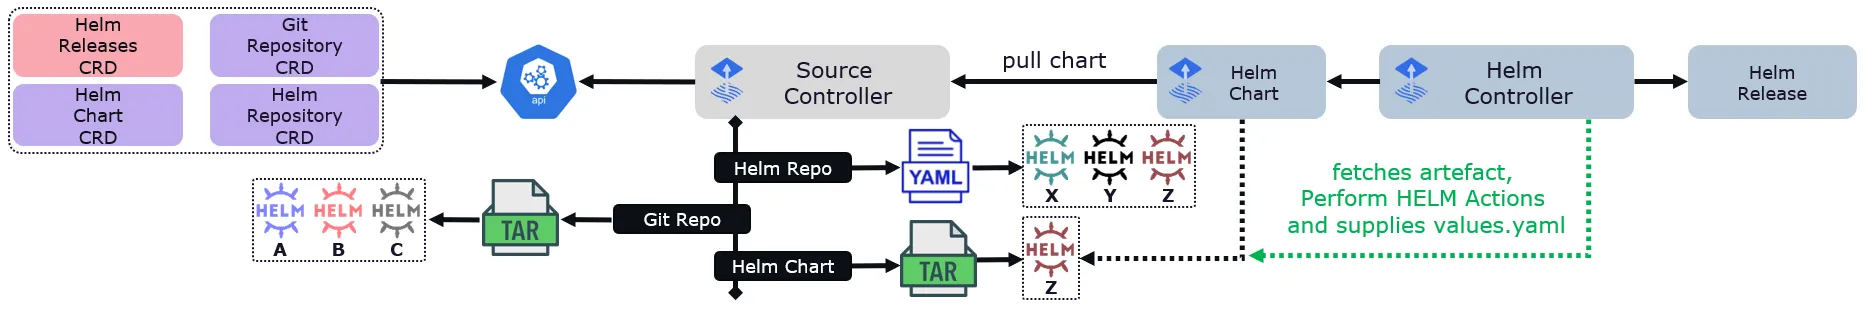 Helm
Releases
CRD
Git
Repository
CRD
Helm
Chart
CRD
Helm
Repository
CRD
api
Source
Controller
pull chart
Helm
Chart
Helm
Controller
Helm
Release
Helm Repo
YAML
HELM HELM HELM
X Y Z
Git Repo
TAR
HELM HELM HELM
A B C
Helm Chart
TAR
HELM
Z
fetches artefact,
Perform HELM Actions
and supplies values.yaml